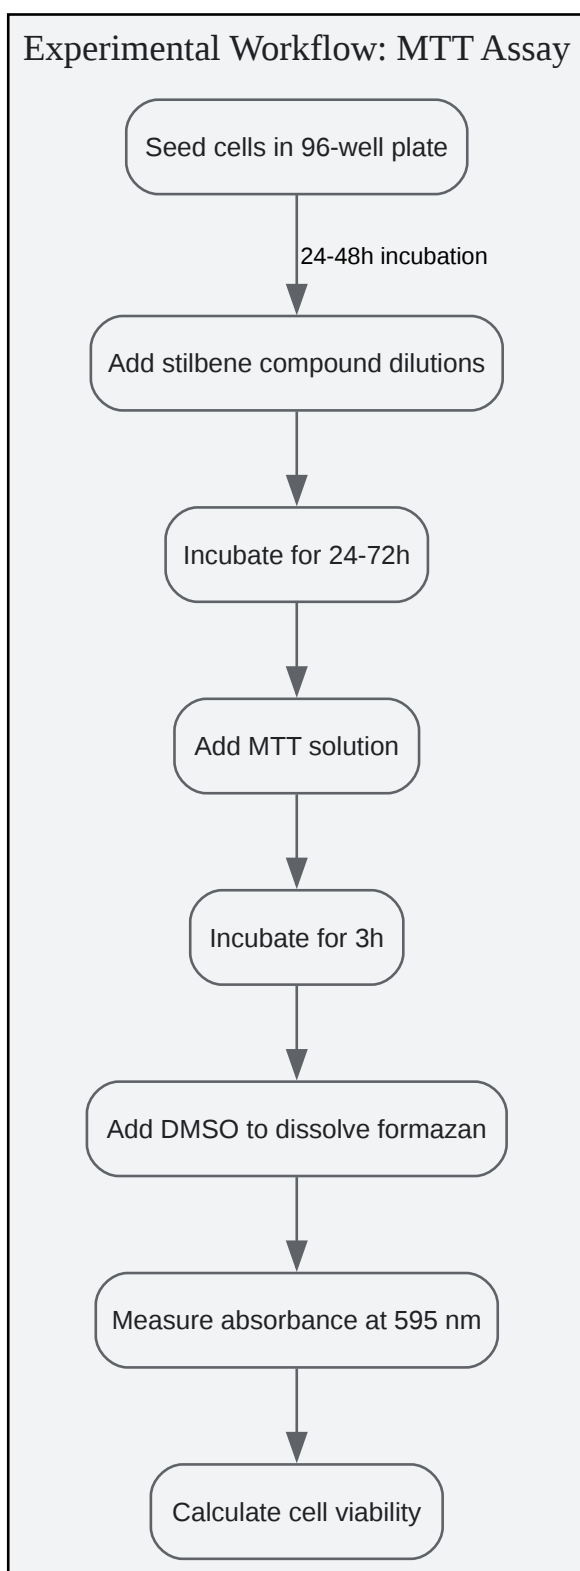 Experimental Workflow: MTT Assay
Seed cells in 96-well plate
24-48h incubation
Add stilbene compound dilutions
Incubate for 24-72h
Add MTT solution
Incubate for 3h
Add DMSO to dissolve formazan
Measure absorbance at 595 nm
Calculate cell viability